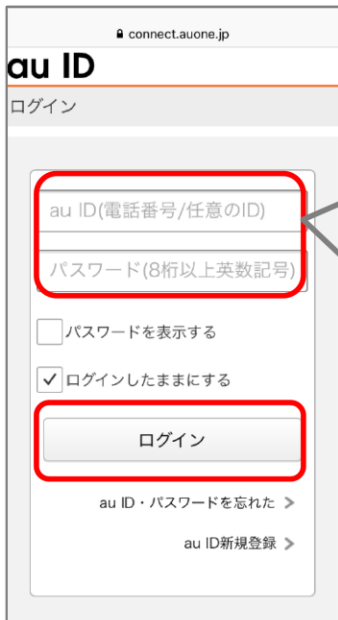 connect.auone.jp
au ID
ログイン
au ID(電話番号/任意のID)
パスワード(8桁以上英数記号)
パスワードを表示する
ログインしたままにする
ログイン
au ID・パスワードを忘れた
au ID新規登録